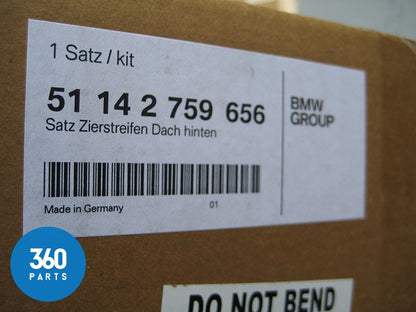 1 Satz / kit
51 14 2 759 656
Satz Zierstreifen Dach hinten
BMW
GROUP
Made in Germany
01
360
PARTS
DO NOT BEND